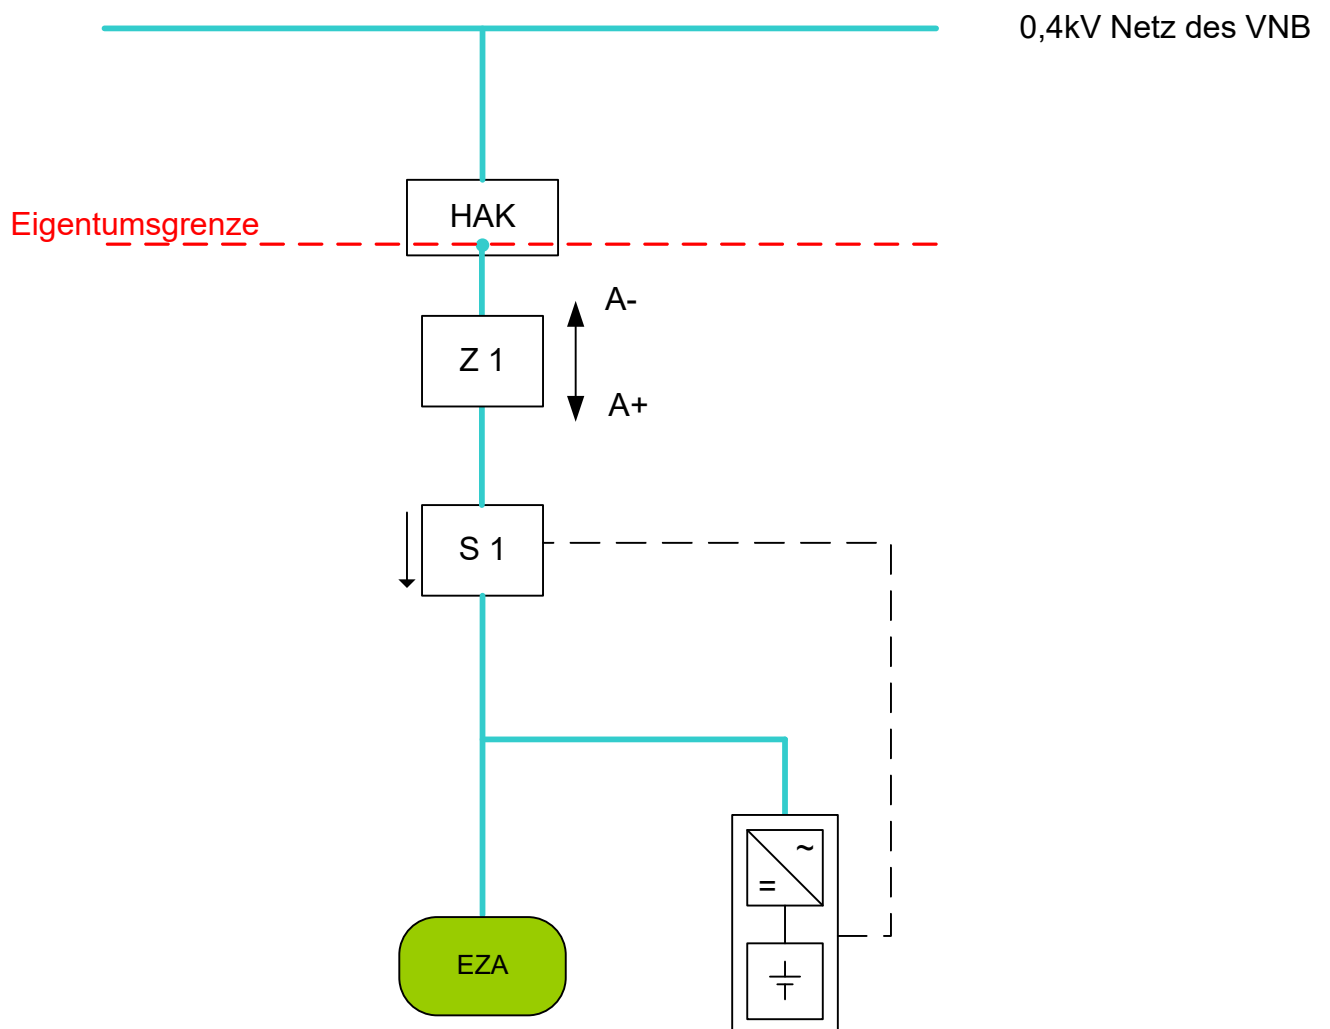 0,4kV Netz des VNB
HAK
Eigentumsgrenze
A-
Z 1
A+
S 1
~
=
EZA